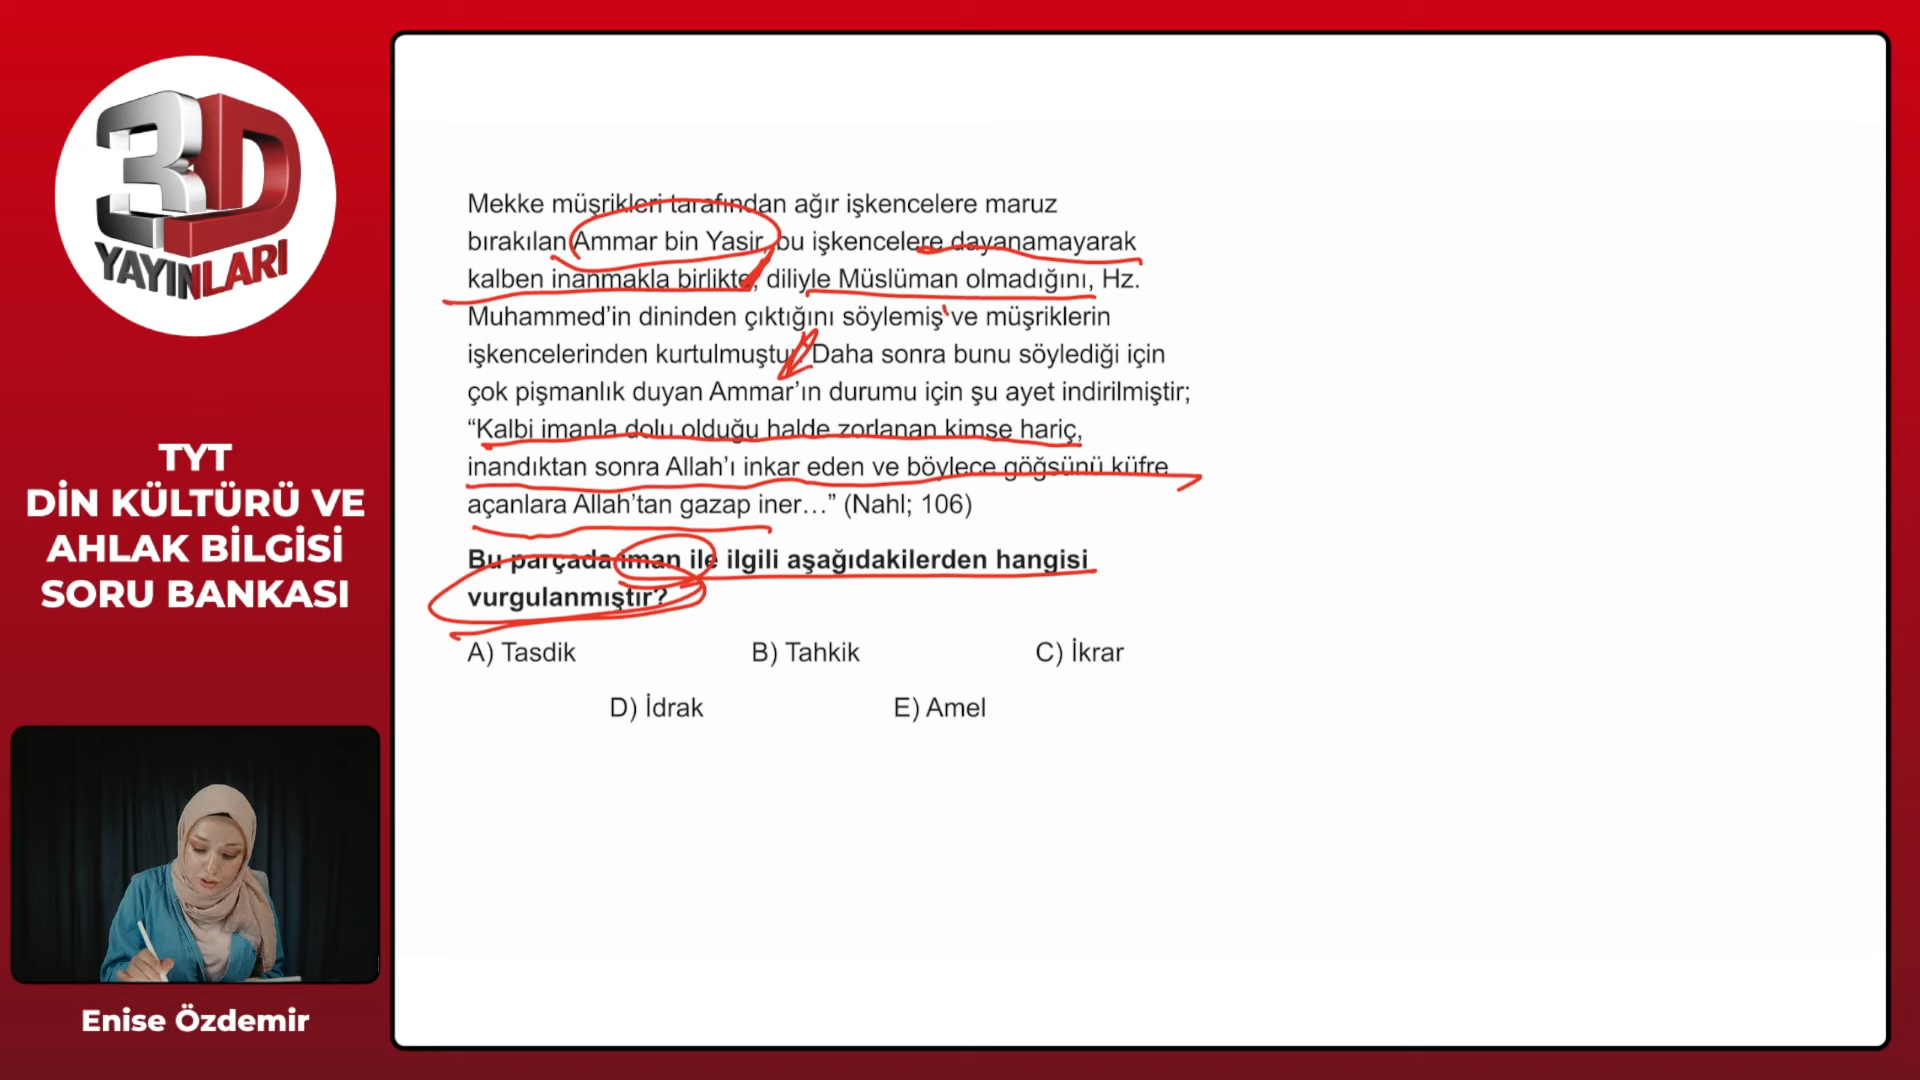 3D
YAYINLARI
TYT
DİN KÜLTÜRÜ VE
AHLAK BİLGİSİ
SORU BANKASI
Enise Özdemir
Mekke müşrikleri tarafından ağır işkencelere maruz
bırakılan Ammar bin Yasir, bu işkencelere dayanamayarak
kalben inanmakla birlikte, diliyle Müslüman olmadığını, Hz.
Muhammed’in dininden çıktığını söylemiş ve müşriklerin
işkencelerinden kurtulmuştur. Daha sonra bunu söylediği için
çok pişmanlık duyan Ammar’ın durumu için şu ayet indirilmiştir;
“Kalbi imanla dolu olduğu halde zorlanan kimse hariç,
inandıktan sonra Allah’ı inkar eden ve böylece göğsünü küfre
açanlara Allah’tan gazap iner…” (Nahl; 106)
Bu parçada iman ile ilgili aşağıdakilerden hangisi
vurgulanmıştır?
A) Tasdik B) Tahkik C) İkrar
D) İdrak E) Amel